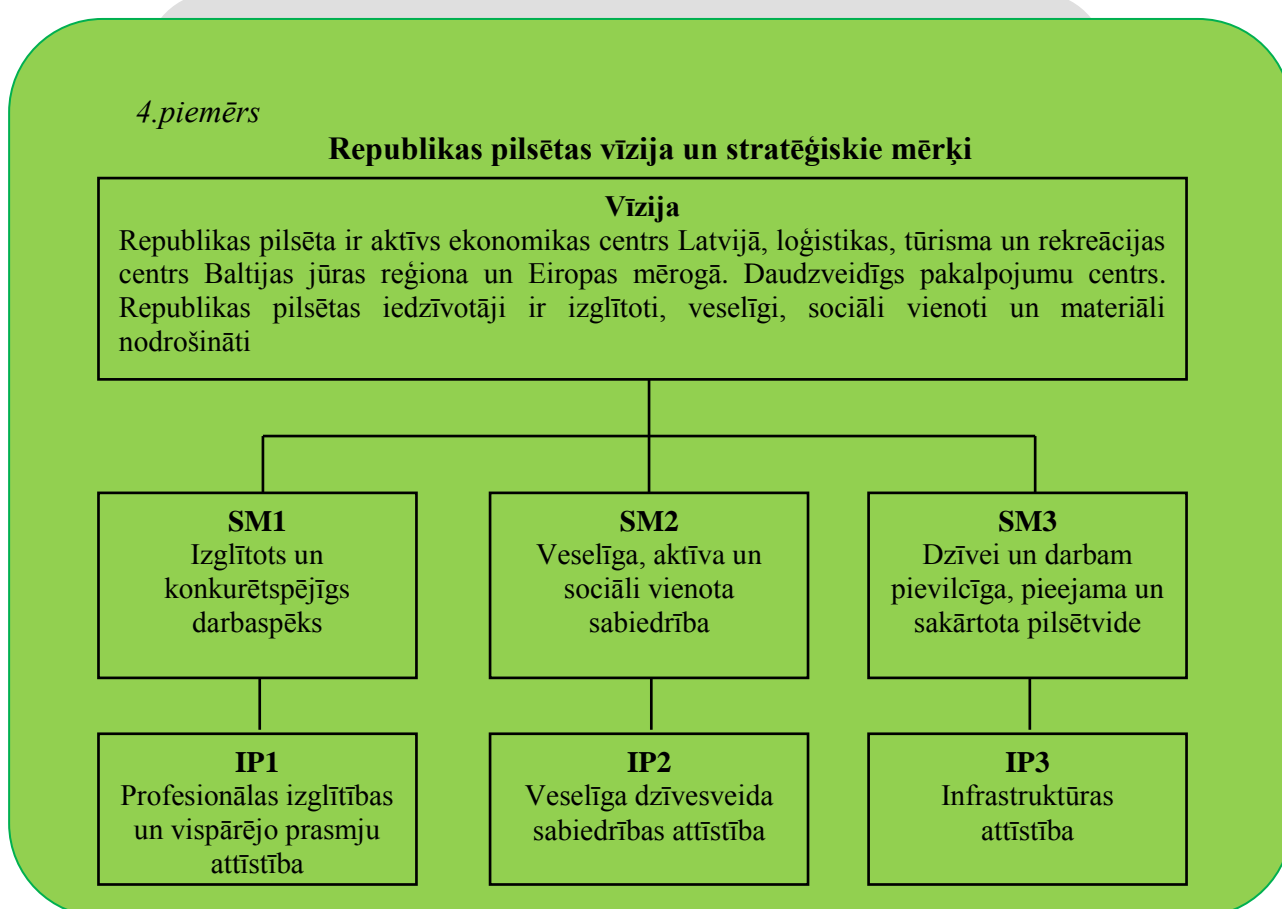 4.piemērs
Republikas pilsētas vīzija un stratēģiskie mērķi
Vīzija
Republikas pilsēta ir aktīvs ekonomikas centrs Latvijā, loģistikas, tūrisma un rekreācijas
centrs Baltijas jūras reģiona un Eiropas mērogā. Daudzveidīgs pakalpojumu centrs.
Republikas pilsētas iedzīvotāji ir izglītoti, veselīgi, sociāli vienoti un materiāli
nodrošināti
SM1
Izglītots un
konkurētspējīgs
darbaspēks
SM2
Veselīga, aktīva un
sociāli vienota
sabiedrība
SM3
Dzīvei un darbam
pievilcīga, pieejama un
sakārtota pilsētvide
IP1
Profesionālas izglītības
un vispārējo prasmju
attīstība
IP2
Veselīga dzīvesveida
sabiedrības attīstība
IP3
Infrastruktūras
attīstība